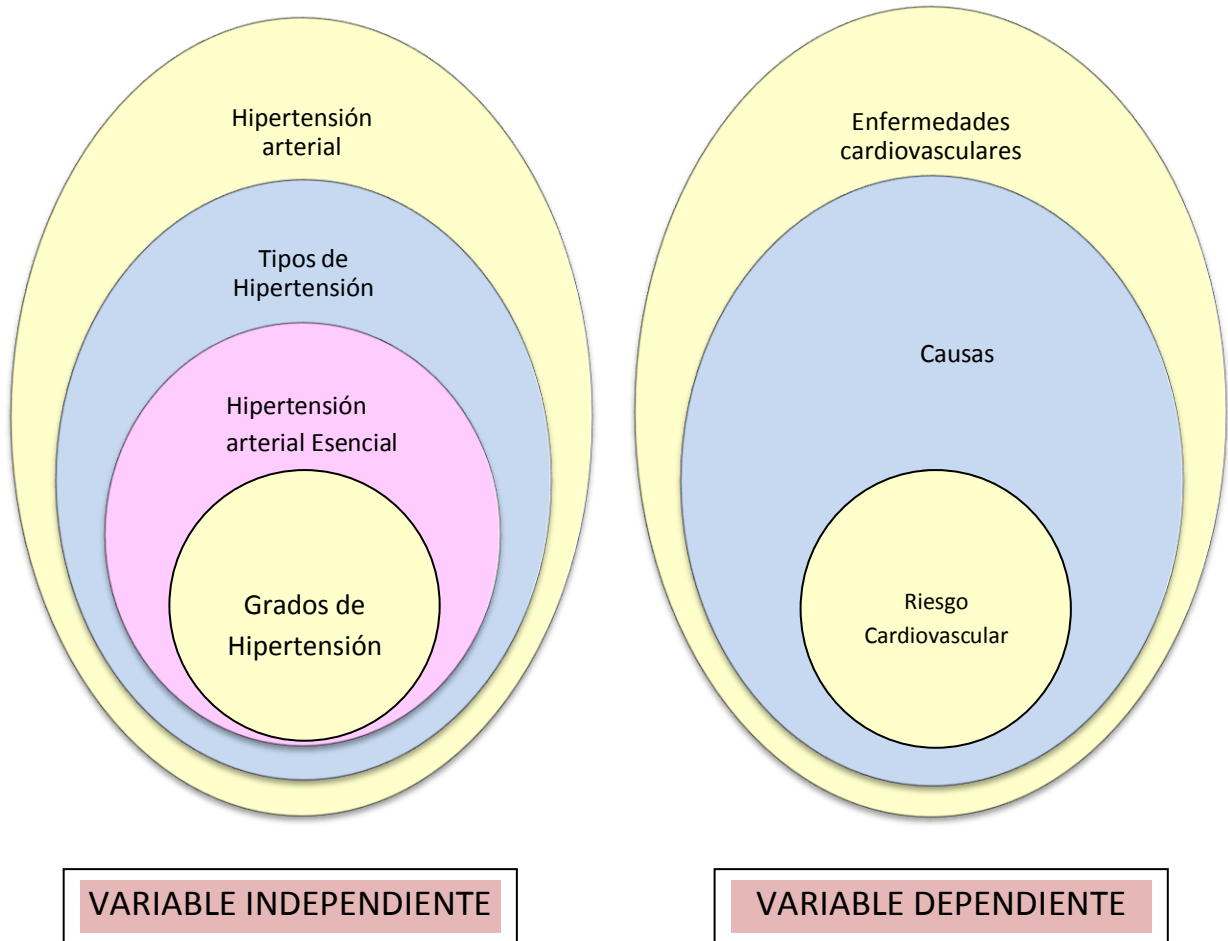 Hipertensión
arterial
Tipos de
Hipertensión
Hipertensión
arterial Esencial
Grados de
Hipertensión
VARIABLE INDEPENDIENTE
Enfermedades
cardiovasculares
Causas
Riesgo
Cardiovascular
VARIABLE DEPENDIENTE